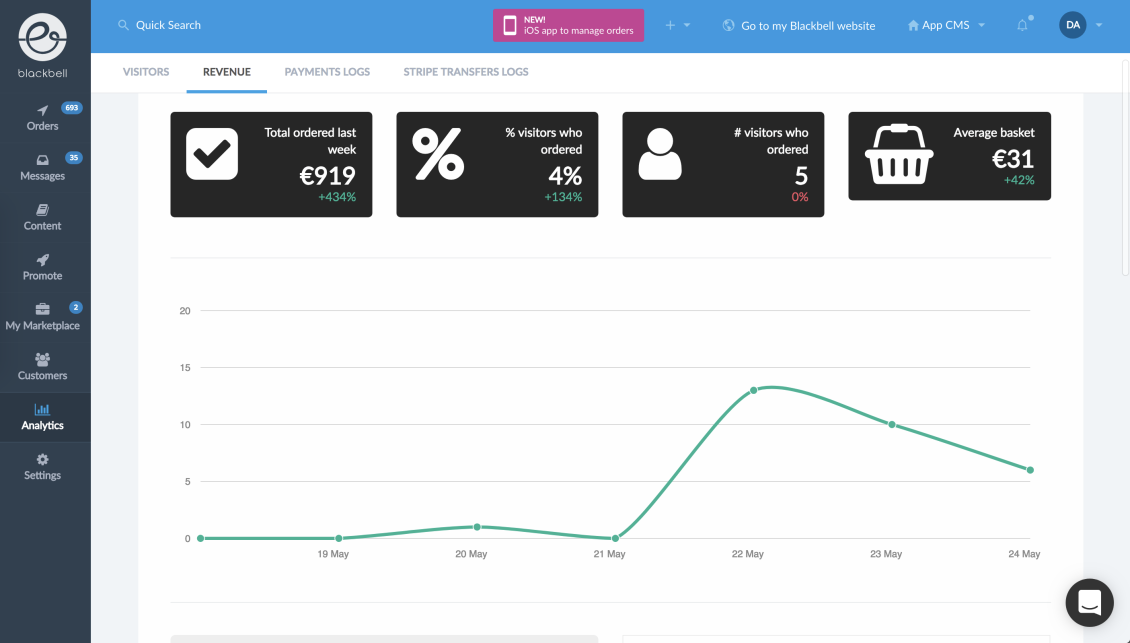 blackbell
Quick Search
NEW!
iOS app to manage orders
Go to my Blackbell website
App CMS
DA
VISITORS
REVENUE
PAYMENTS LOGS
STRIPE TRANSFERS LOGS
693
Orders
35
Messages
Content
Promote
2
My Marketplace
Customers
Analytics
Settings
Total ordered last
week
€919
+434%
% visitors who
ordered
4%
+134%
# visitors who
ordered
5
0%
Average basket
€31
+42%
20
15
10
5
0
19 May
20 May
21 May
22 May
23 May
24 May